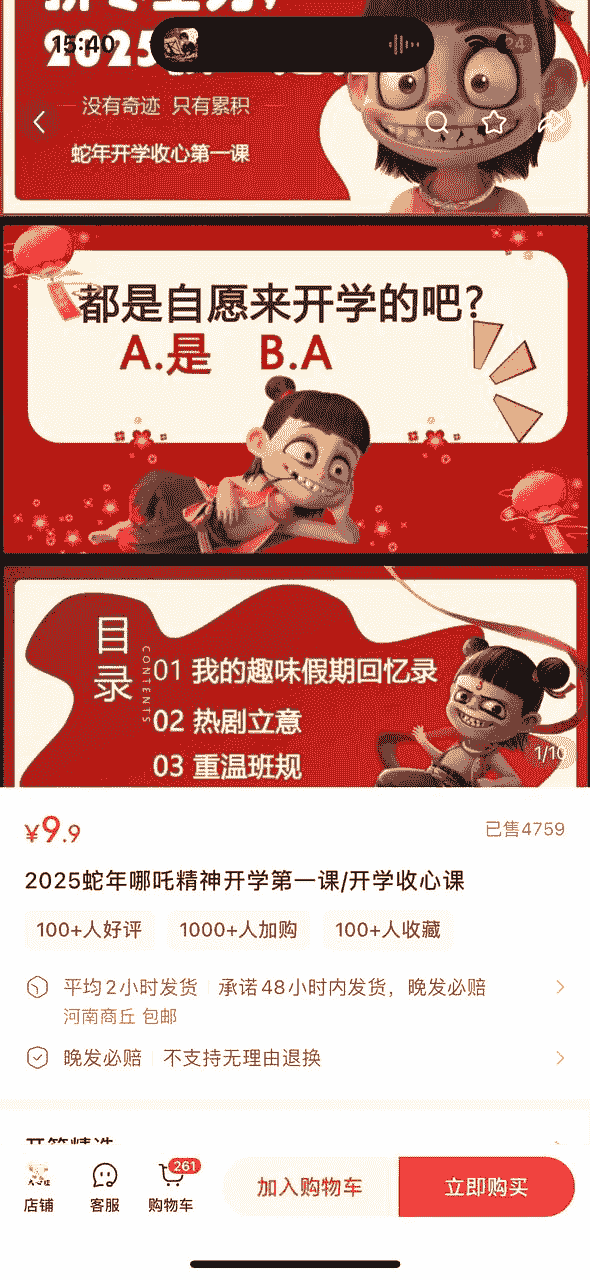 15:40
24
2025
没有奇迹 只有累积
蛇年开学收心第一课
都是自愿来开学的吧?
A.是 B.A
目录
CONTENTS
01 我的趣味假期回忆录
02 热剧立意
03 重温班规
1/10
¥9.9
已售4759
2025蛇年哪吒精神开学第一课/开学收心课
100+人好评 1000+人加购 100+人收藏
平均2小时发货 承诺48小时内发货，晚发必赔
河南商丘 包邮
晚发必赔 不支持无理由退换
店铺 客服 购物车 261 加入购物车 立即购买